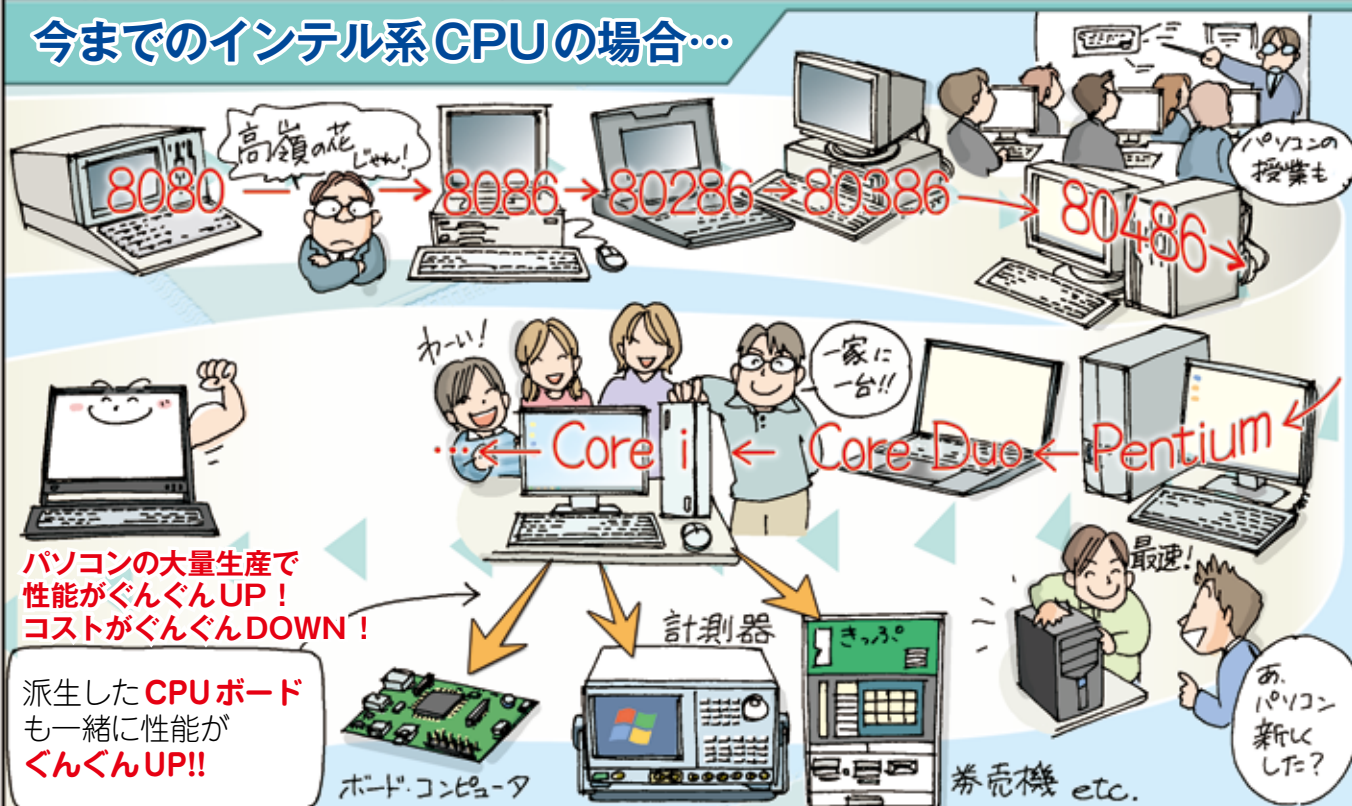 今までのインテル系CPUの場合…
高嶺の花
じゃん!
8080 → 8086 → 80286 → 80386 → 80486 →
パソコンの
授業も
Pentium
← Core Duo ←
… ← Core i
わーい!
一家に
一台!!
最速!
あ、
パソコン
新しく
した?
パソコンの大量生産で
性能がぐんぐんUP!
コストがぐんぐんDOWN!
派生したCPUボード
も一緒に性能が
ぐんぐんUP!!
ボード・コンピュータ
計測器
きっぷ
券売機 etc.